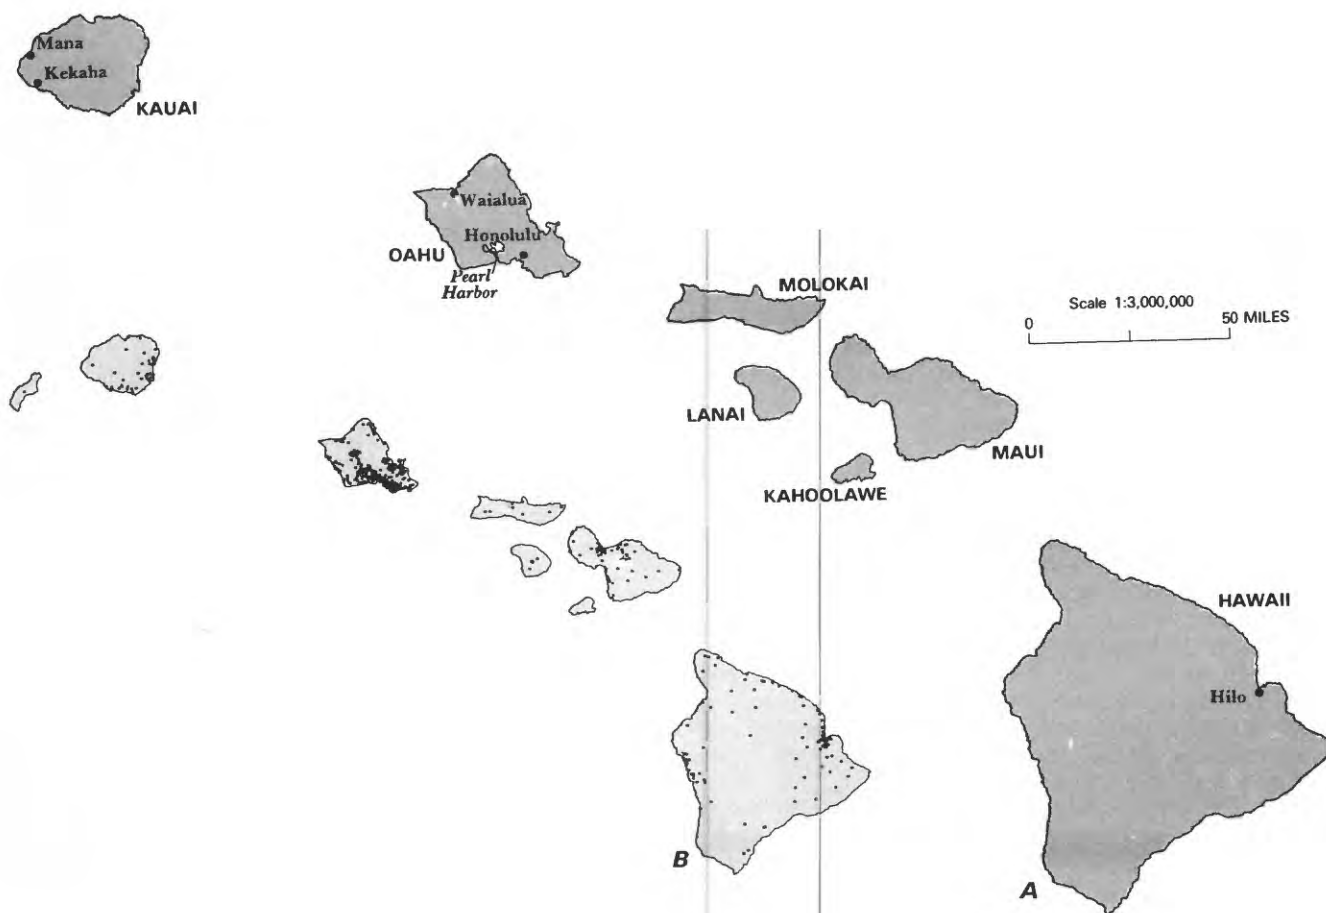 Mana
Kekaha
KAUAI
Waialua
Honolulu
OAHU
Pearl
Harbor
MOLOKAI
Scale 1:3,000,000
0 50 MILES
LANAI
MAUI
KAHOOLAWE
HAWAII
Hilo
B
A